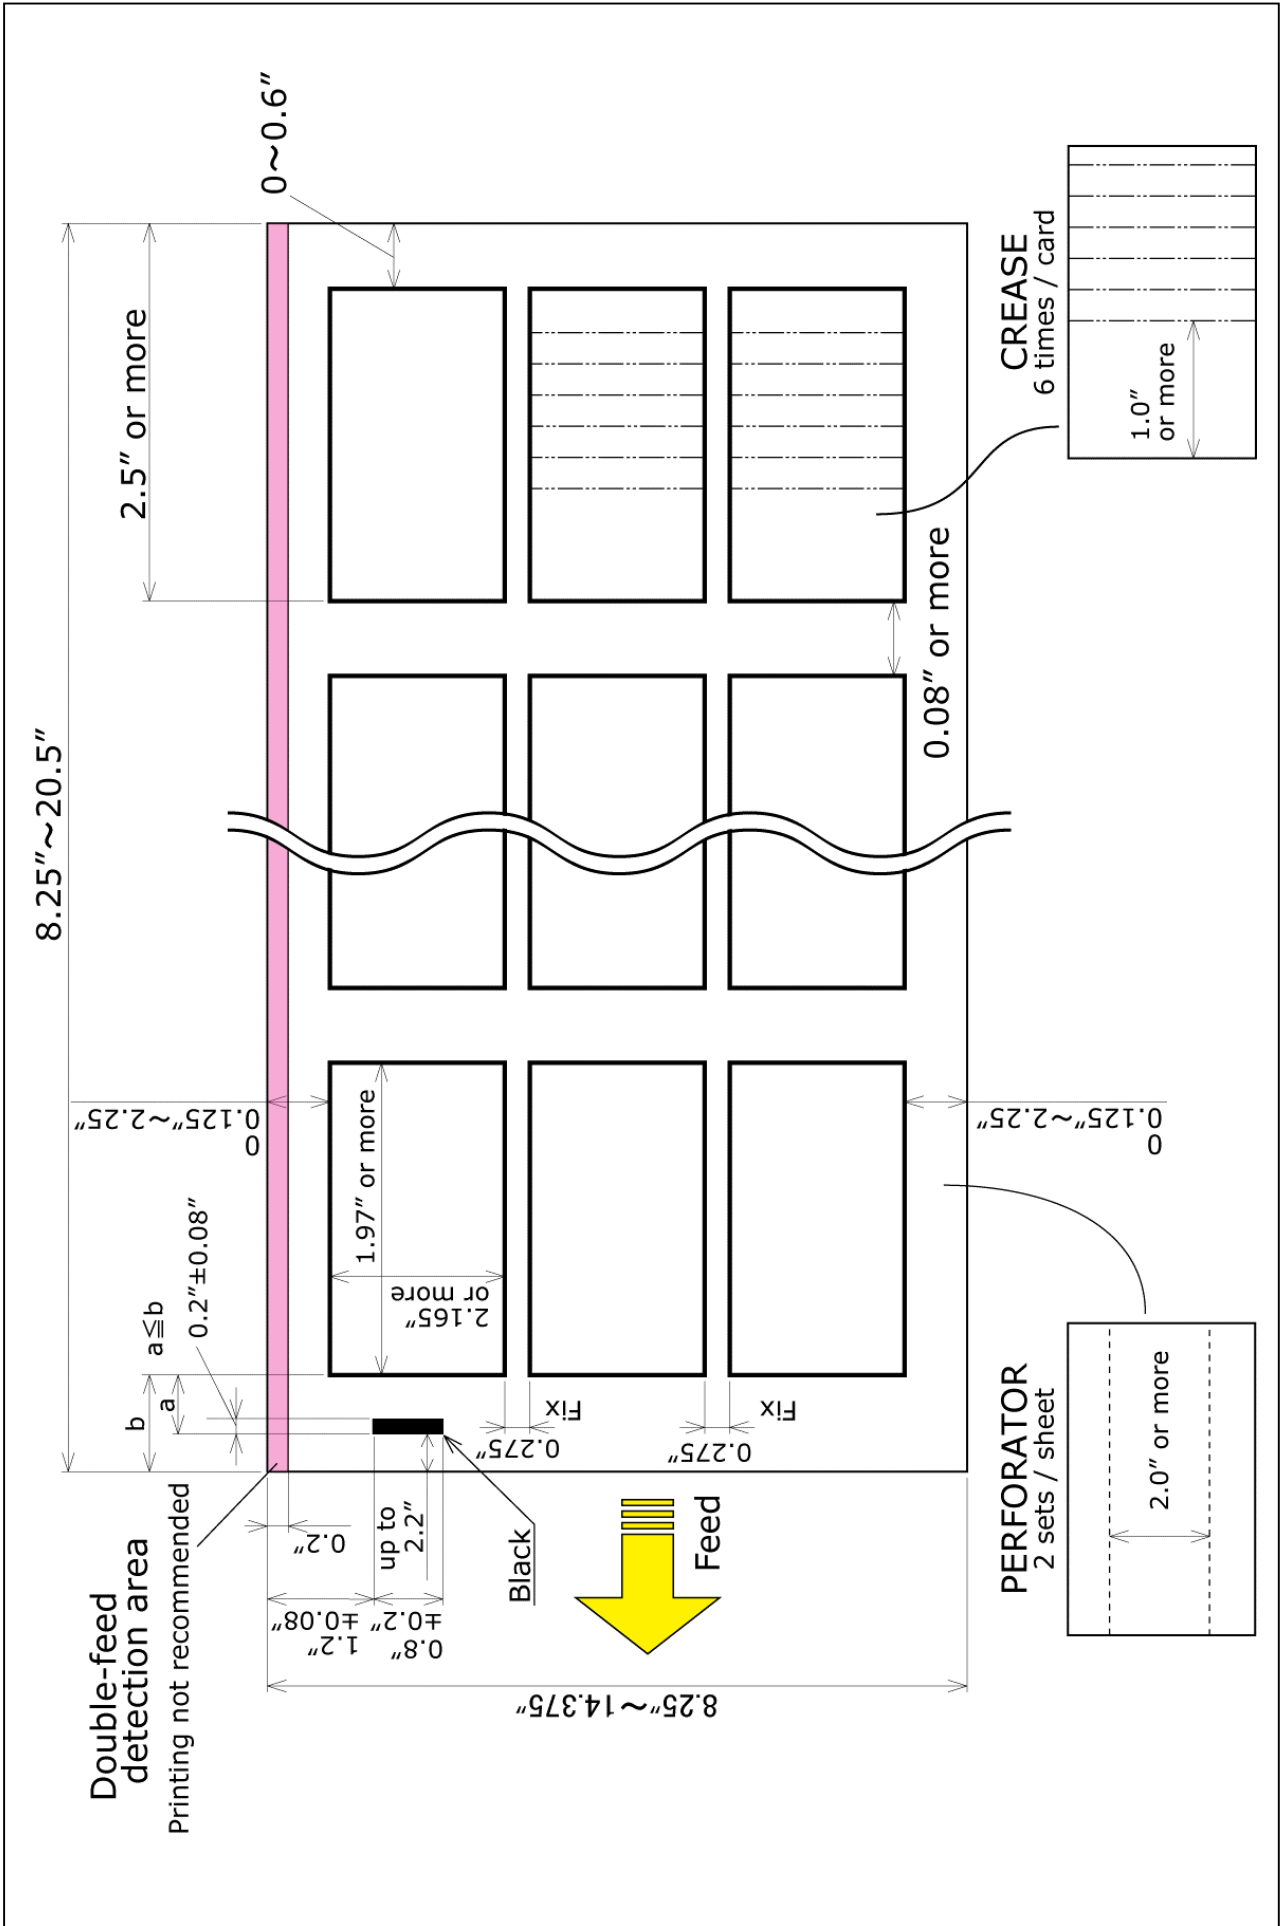 0~0.6″
2.5″ or more
8.25″~20.5″
CREASE
6 times / card
1.0″
or more
0.08″ or more
0.125″~2.25″
0
0.125″~2.25″
0
1.97″ or more
2.165″
or more
0.2″±0.08″
a≦b
b
a
0.275″
Fix
0.275″
Fix
Double-feed
detection area
Printing not recommended
0.2″
up to
2.2″
1.2″
±0.08″
0.8″
±0.2″
Black
Feed
8.25″~14.375″
PERFORATOR
2 sets / sheet
2.0″ or more